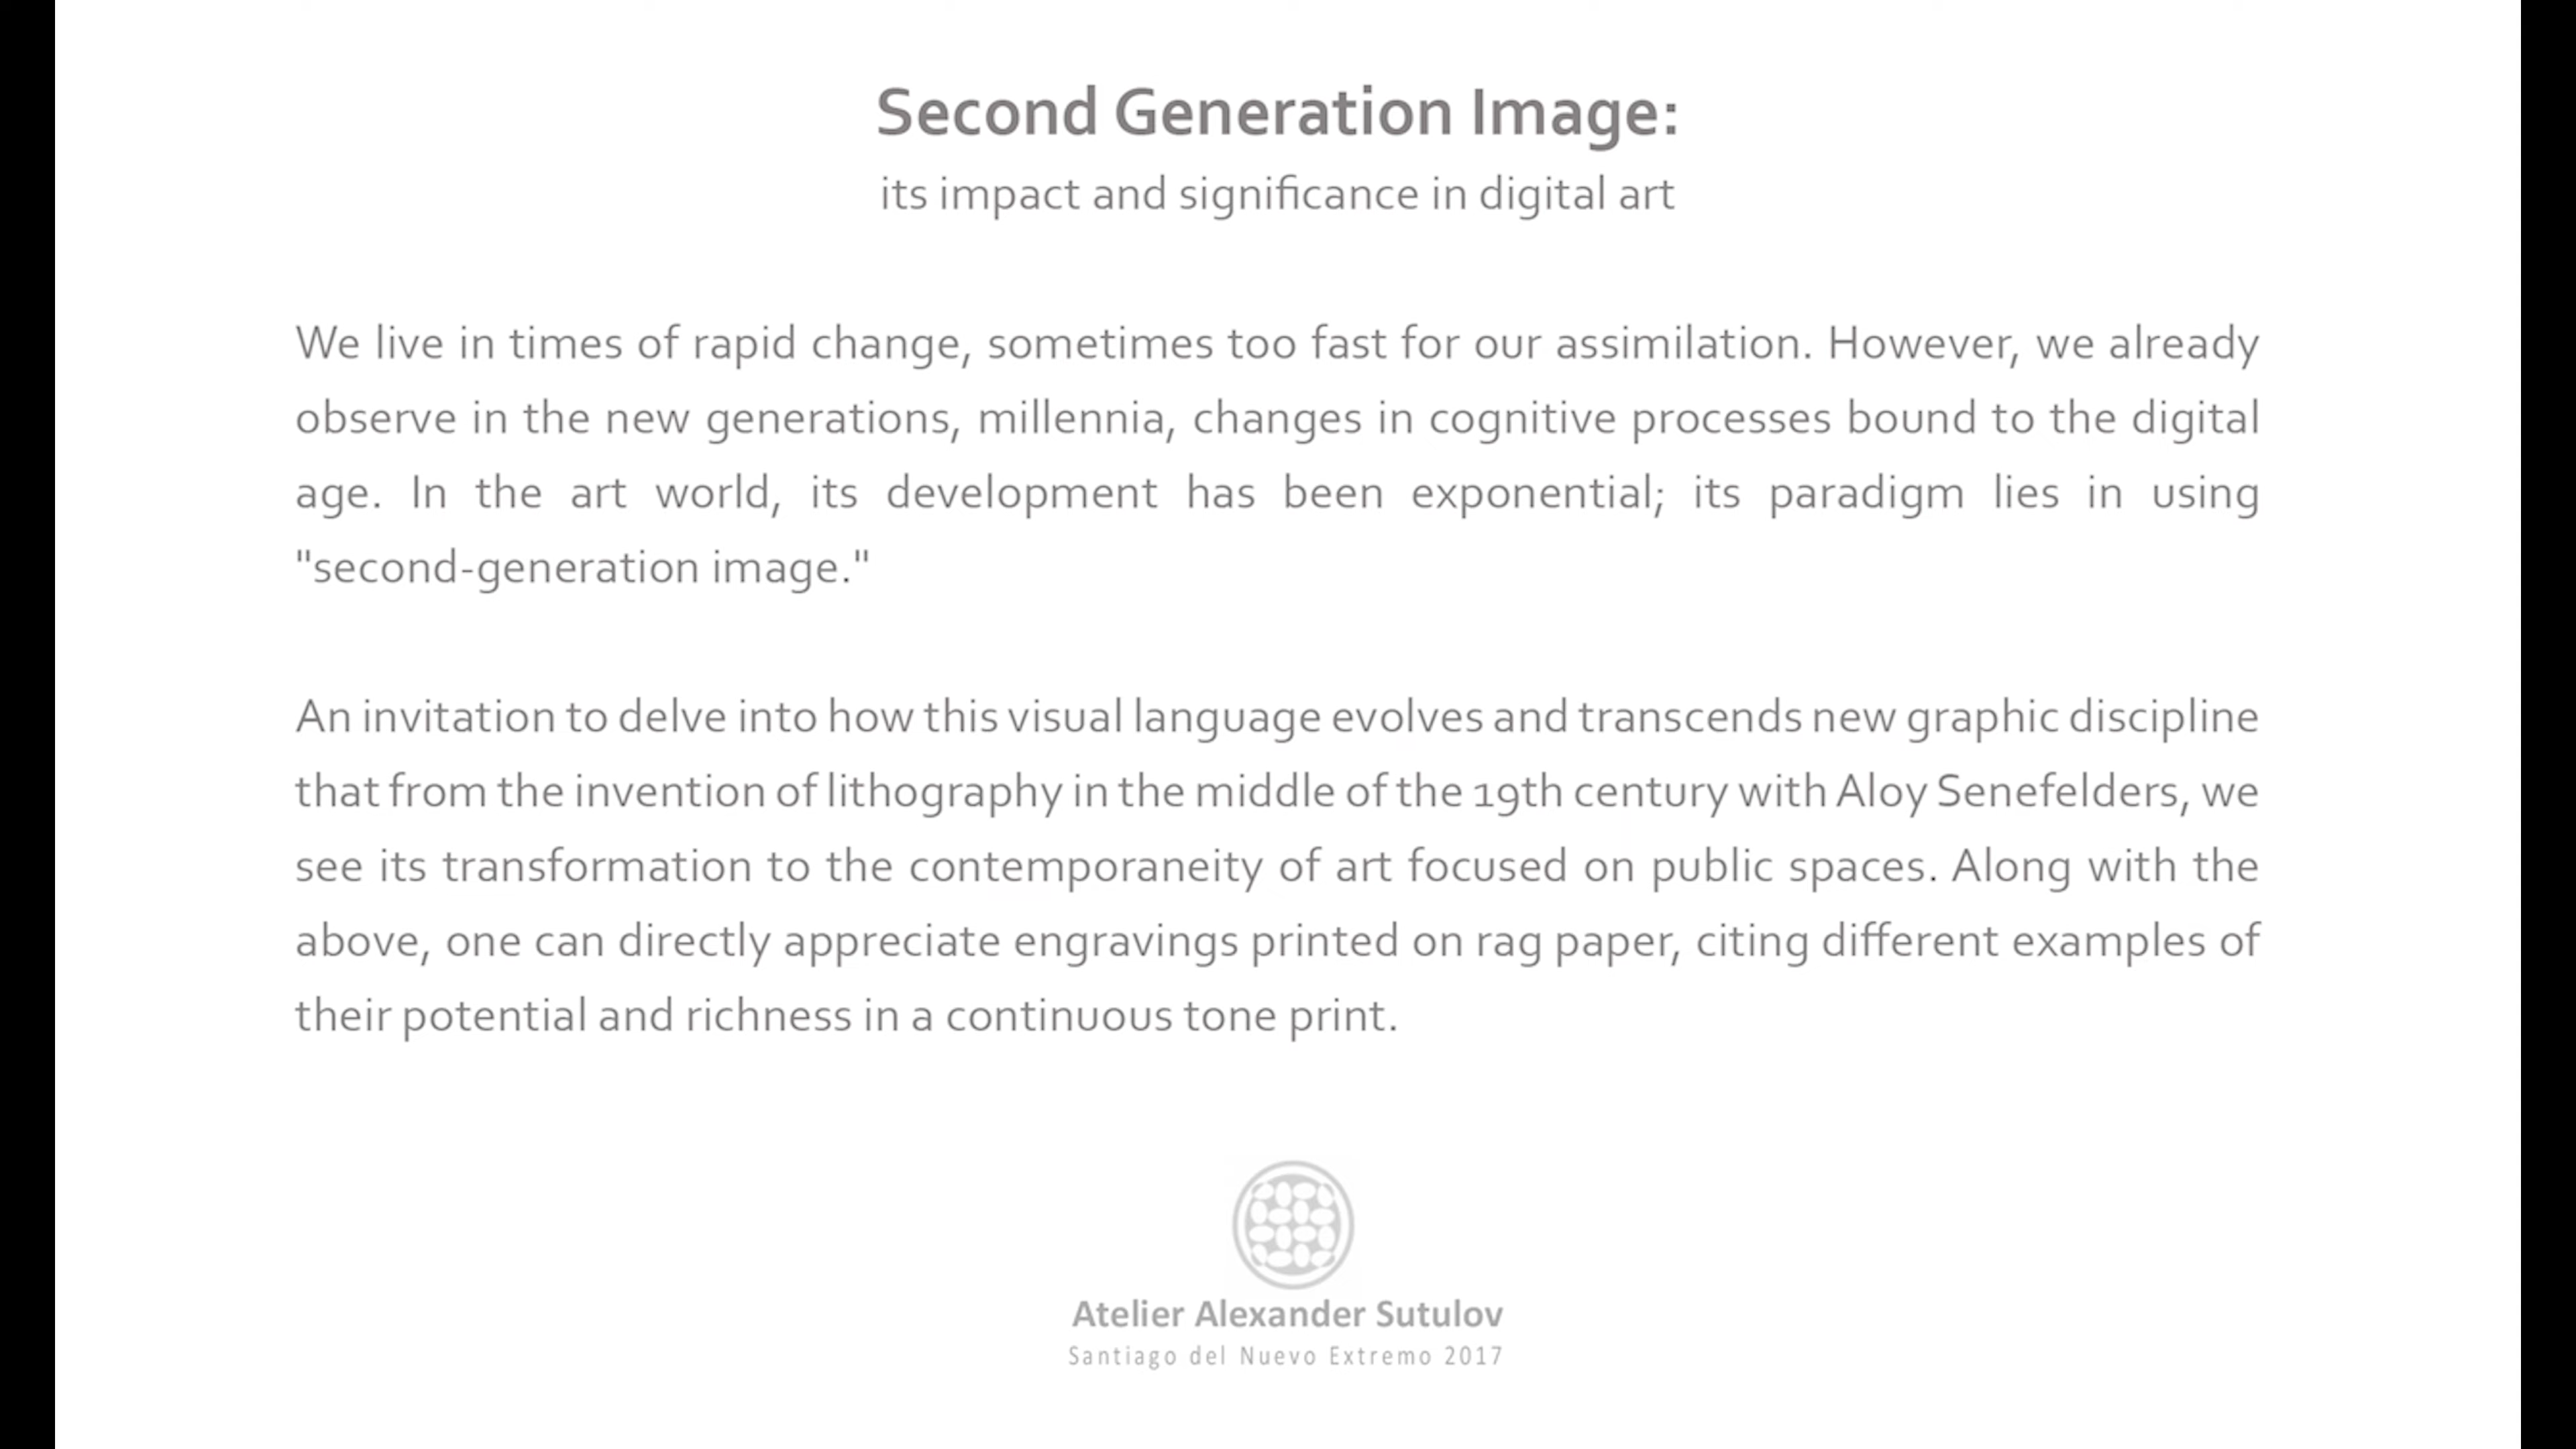 Second Generation Image:
its impact and significance in digital art
We live in times of rapid change, sometimes too fast for our assimilation. However, we already
observe in the new generations, millennia, changes in cognitive processes bound to the digital
age. In the art world, its development has been exponential; its paradigm lies in using
"second-generation image."
An invitation to delve into how this visual language evolves and transcends new graphic discipline
that from the invention of lithography in the middle of the 19th century with Aloy Senefelders, we
see its transformation to the contemporaneity of art focused on public spaces. Along with the
above, one can directly appreciate engravings printed on rag paper, citing different examples of
their potential and richness in a continuous tone print.
Atelier Alexander Sutulov
Santiago del Nuevo Extremo 2017